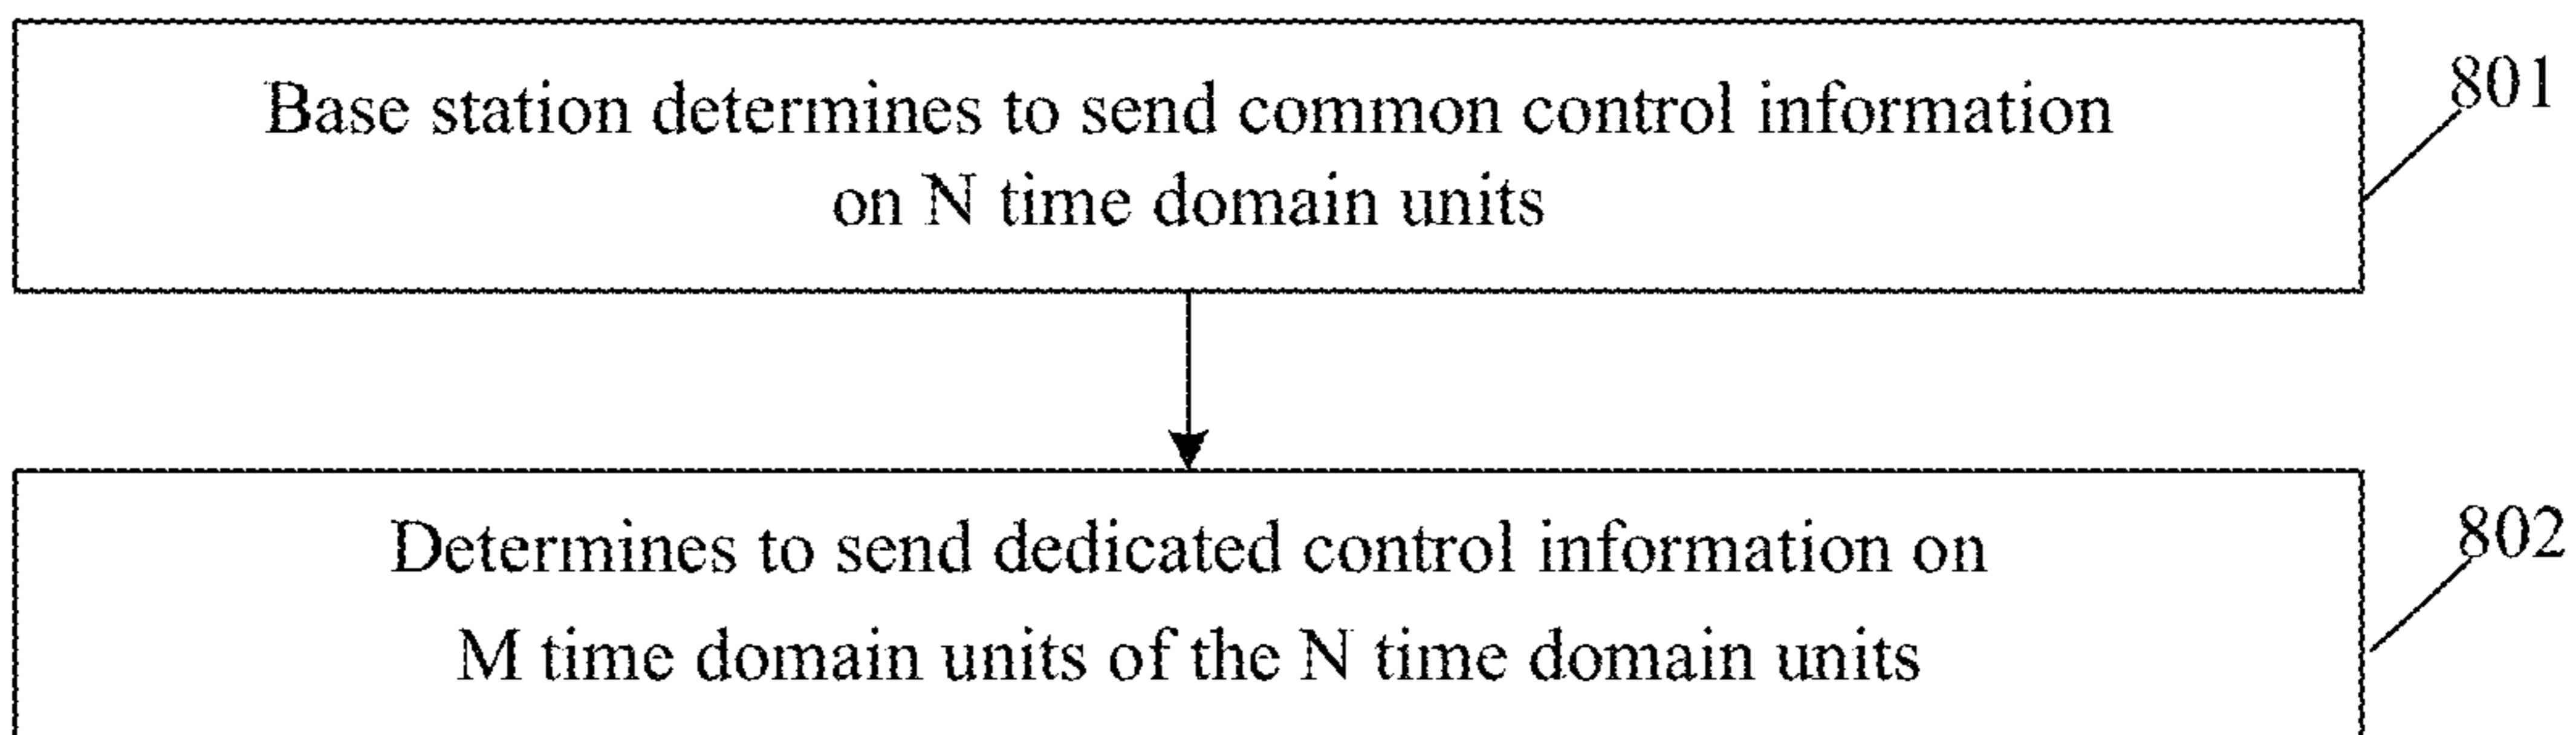 Base station determines to send common control information
on N time domain units
801
Determines to send dedicated control information on
M time domain units of the N time domain units
802